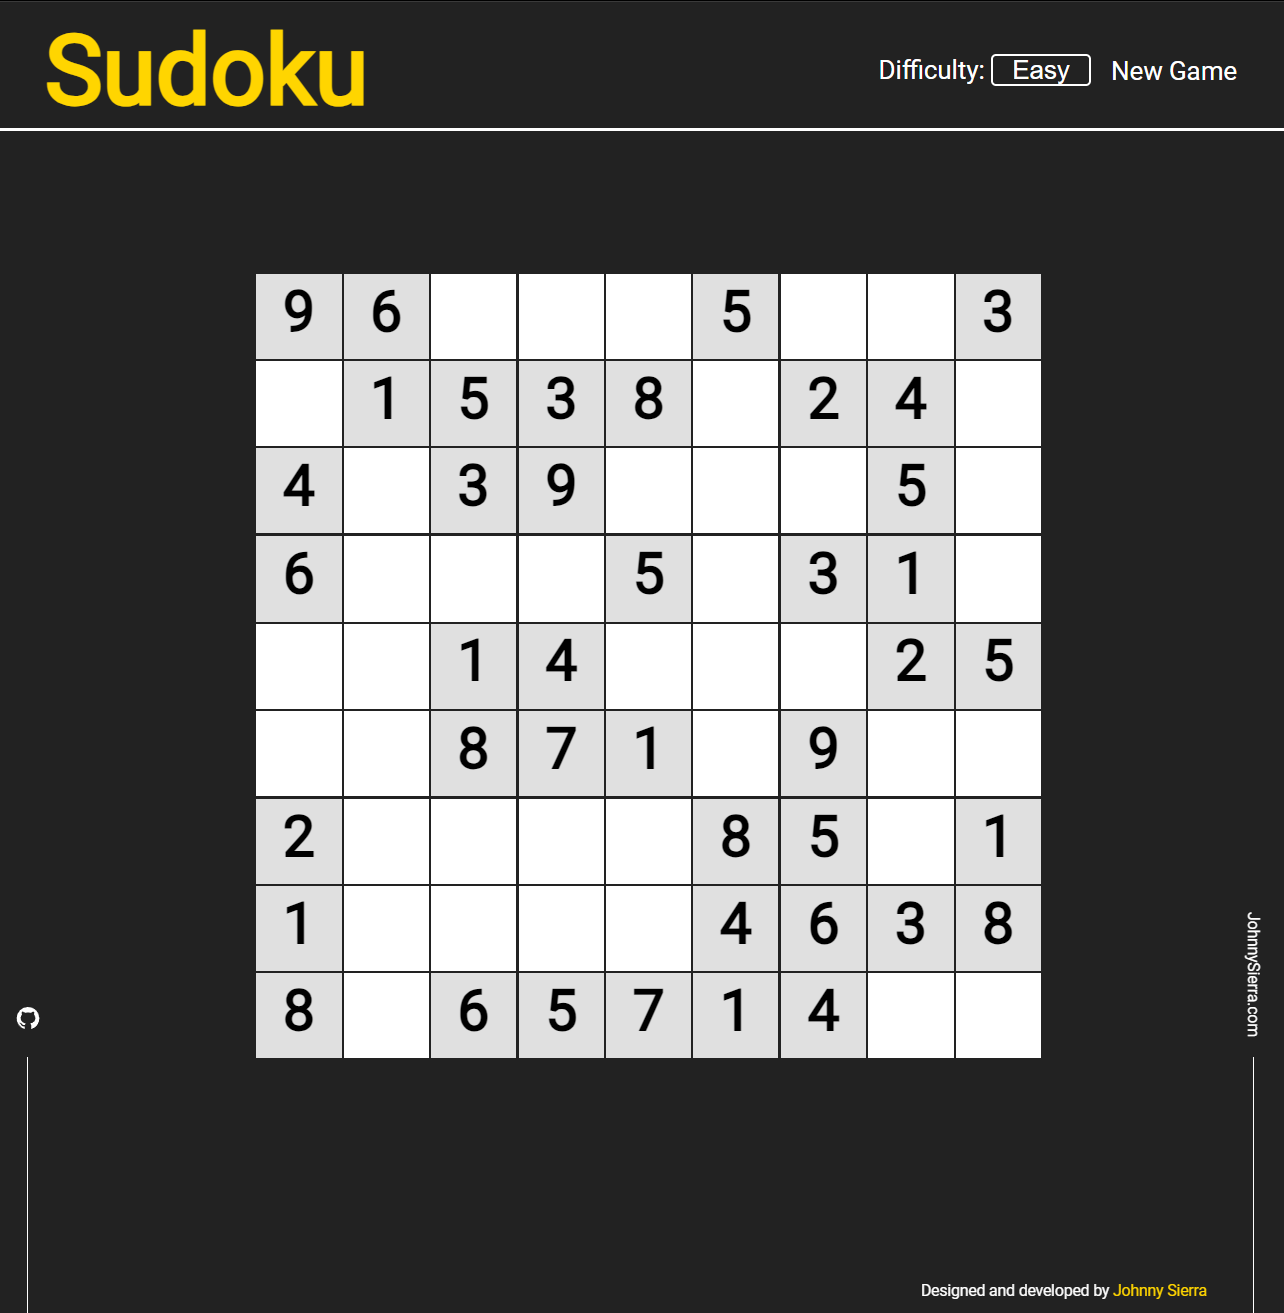 Sudoku
Difficulty: Easy New Game
9 6 5 3
1 5 3 8 2 4
4 3 9 5
6 5 3 1
1 4 2 5
8 7 1 9
2 8 5 1
1 4 6 3 8
8 6 5 7 1 4
JohnnySierra.com
Designed and developed by Johnny Sierra